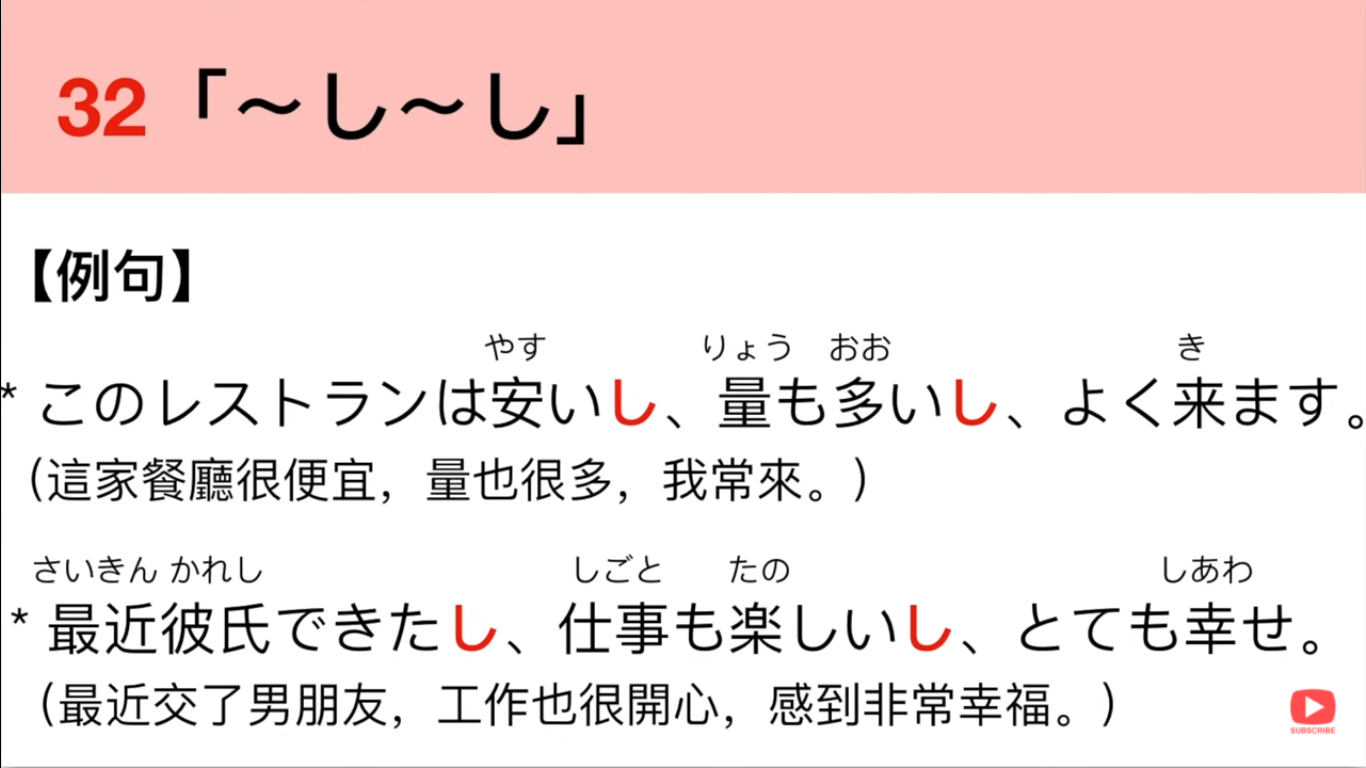 32「～し～し」
【例句】
やす りょう おお き
* このレストランは安いし、量も多いし、よく来ます。
（這家餐廳很便宜，量也很多，我常來。）
さいきん かれし しごと たの しあわ
* 最近彼氏できたし、仕事も楽しいし、とても幸せ。
（最近交了男朋友，工作也很開心，感到非常幸福。）
SUBSCRIBE